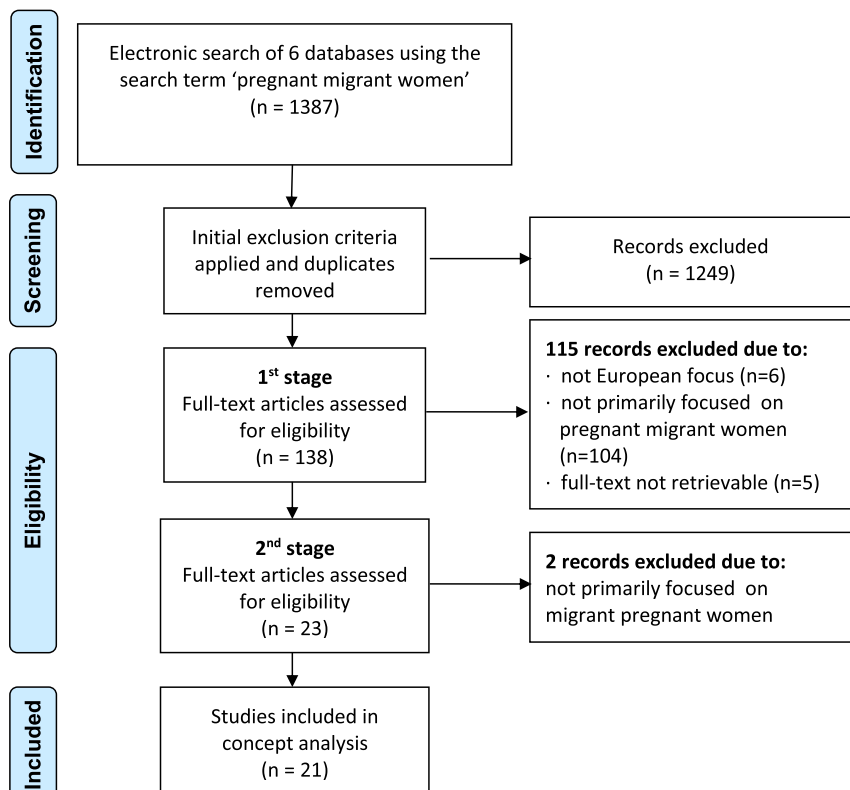 Identification
Electronic search of 6 databases using the
search term ‘pregnant migrant women’
(n = 1387)
Screening
Initial exclusion criteria
applied and duplicates
removed
Records excluded
(n = 1249)
Eligibility
1st stage
Full-text articles assessed
for eligibility
(n = 138)
115 records excluded due to:
· not European focus (n=6)
· not primarily focused on
pregnant migrant women
(n=104)
· full-text not retrievable (n=5)
2nd stage
Full-text articles assessed
for eligibility
(n = 23)
2 records excluded due to:
not primarily focused on
migrant pregnant women
Included
Studies included in
concept analysis
(n = 21)